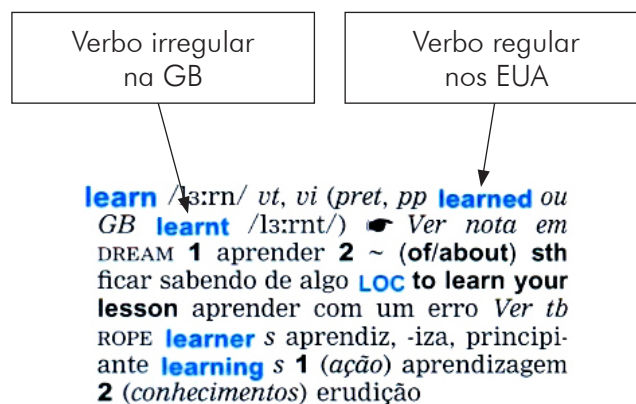 Verbo irregular
na GB
Verbo regular
nos EUA
learn /lɜːrn/ vt, vi (pret, pp learned ou
GB learnt /lɜːrnt/) ☛ Ver nota em
DREAM 1 aprender 2 ~ (of/about) sth
ficar sabendo de algo LOC to learn your
lesson aprender com um erro Ver tb
ROPE learner s aprendiz, -iza, princípi-
ante learning s 1 (ação) aprendizagem
2 (conhecimentos) erudição